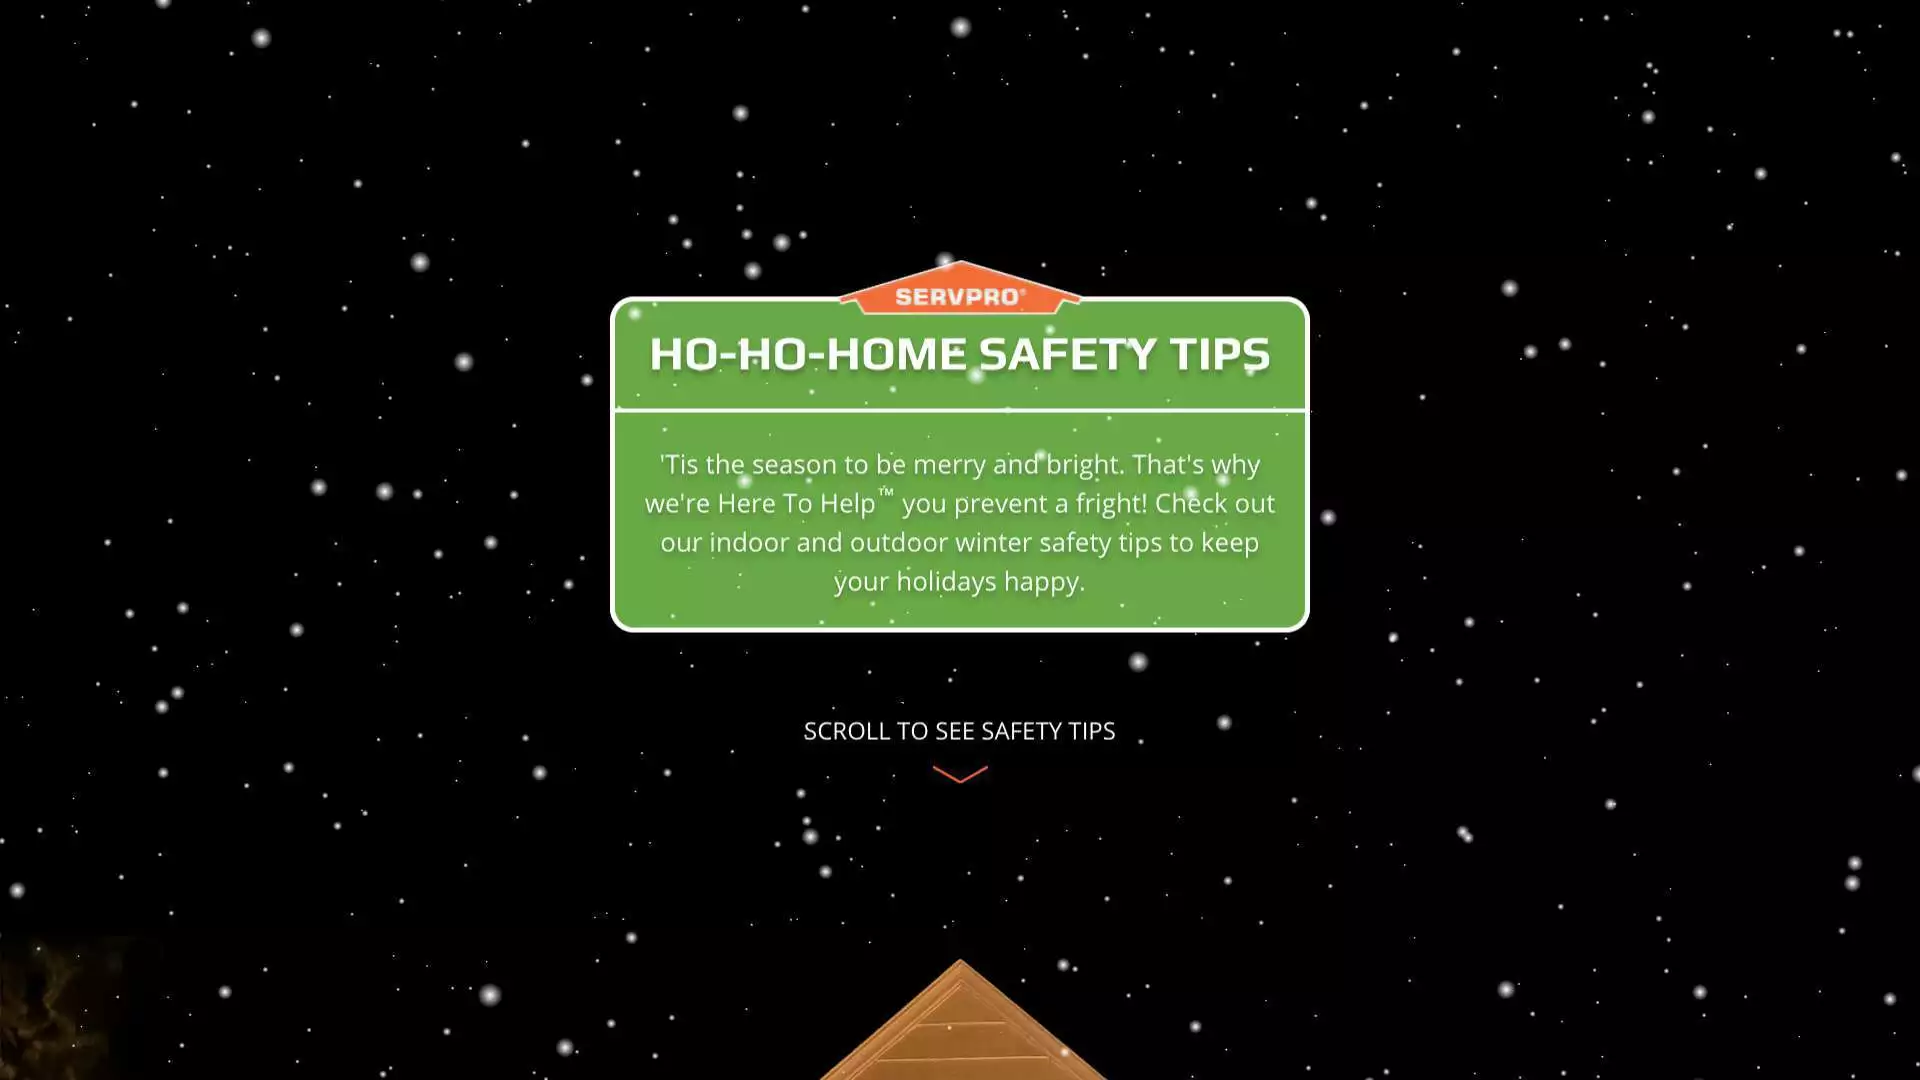 SERVPRO®
HO-HO-HOME SAFETY TIPS
'Tis the season to be merry and bright. That's why
we're Here To Help™ you prevent a fright! Check out
our indoor and outdoor winter safety tips to keep
your holidays happy.
SCROLL TO SEE SAFETY TIPS